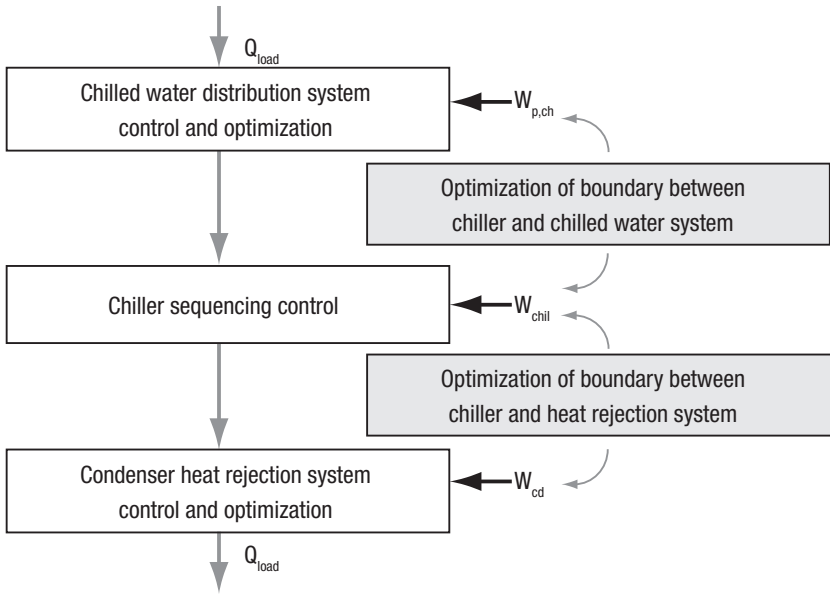 Q_load
Chilled water distribution system
control and optimization
W_p,ch
Optimization of boundary between
chiller and chilled water system
Chiller sequencing control
W_chil
Optimization of boundary between
chiller and heat rejection system
Condenser heat rejection system
control and optimization
W_cd
Q_load